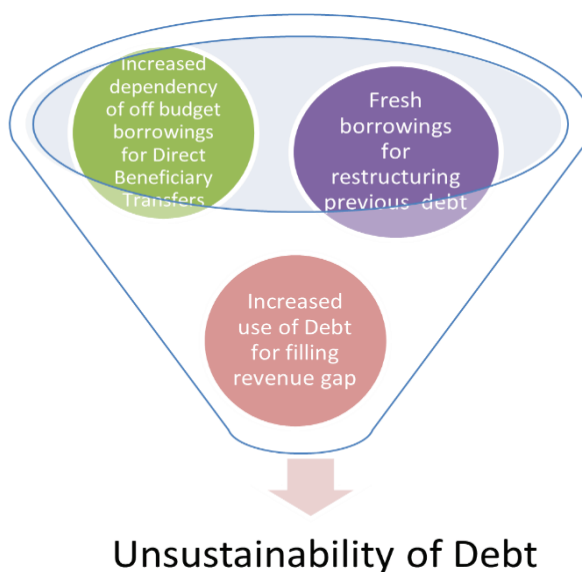 Increased
dependency
of off budget
borrowings
for Direct
Beneficiary
Transfers
Fresh
borrowings
for
restructuring
previous debt
Increased
use of Debt
for filling
revenue gap
Unsustainability of Debt